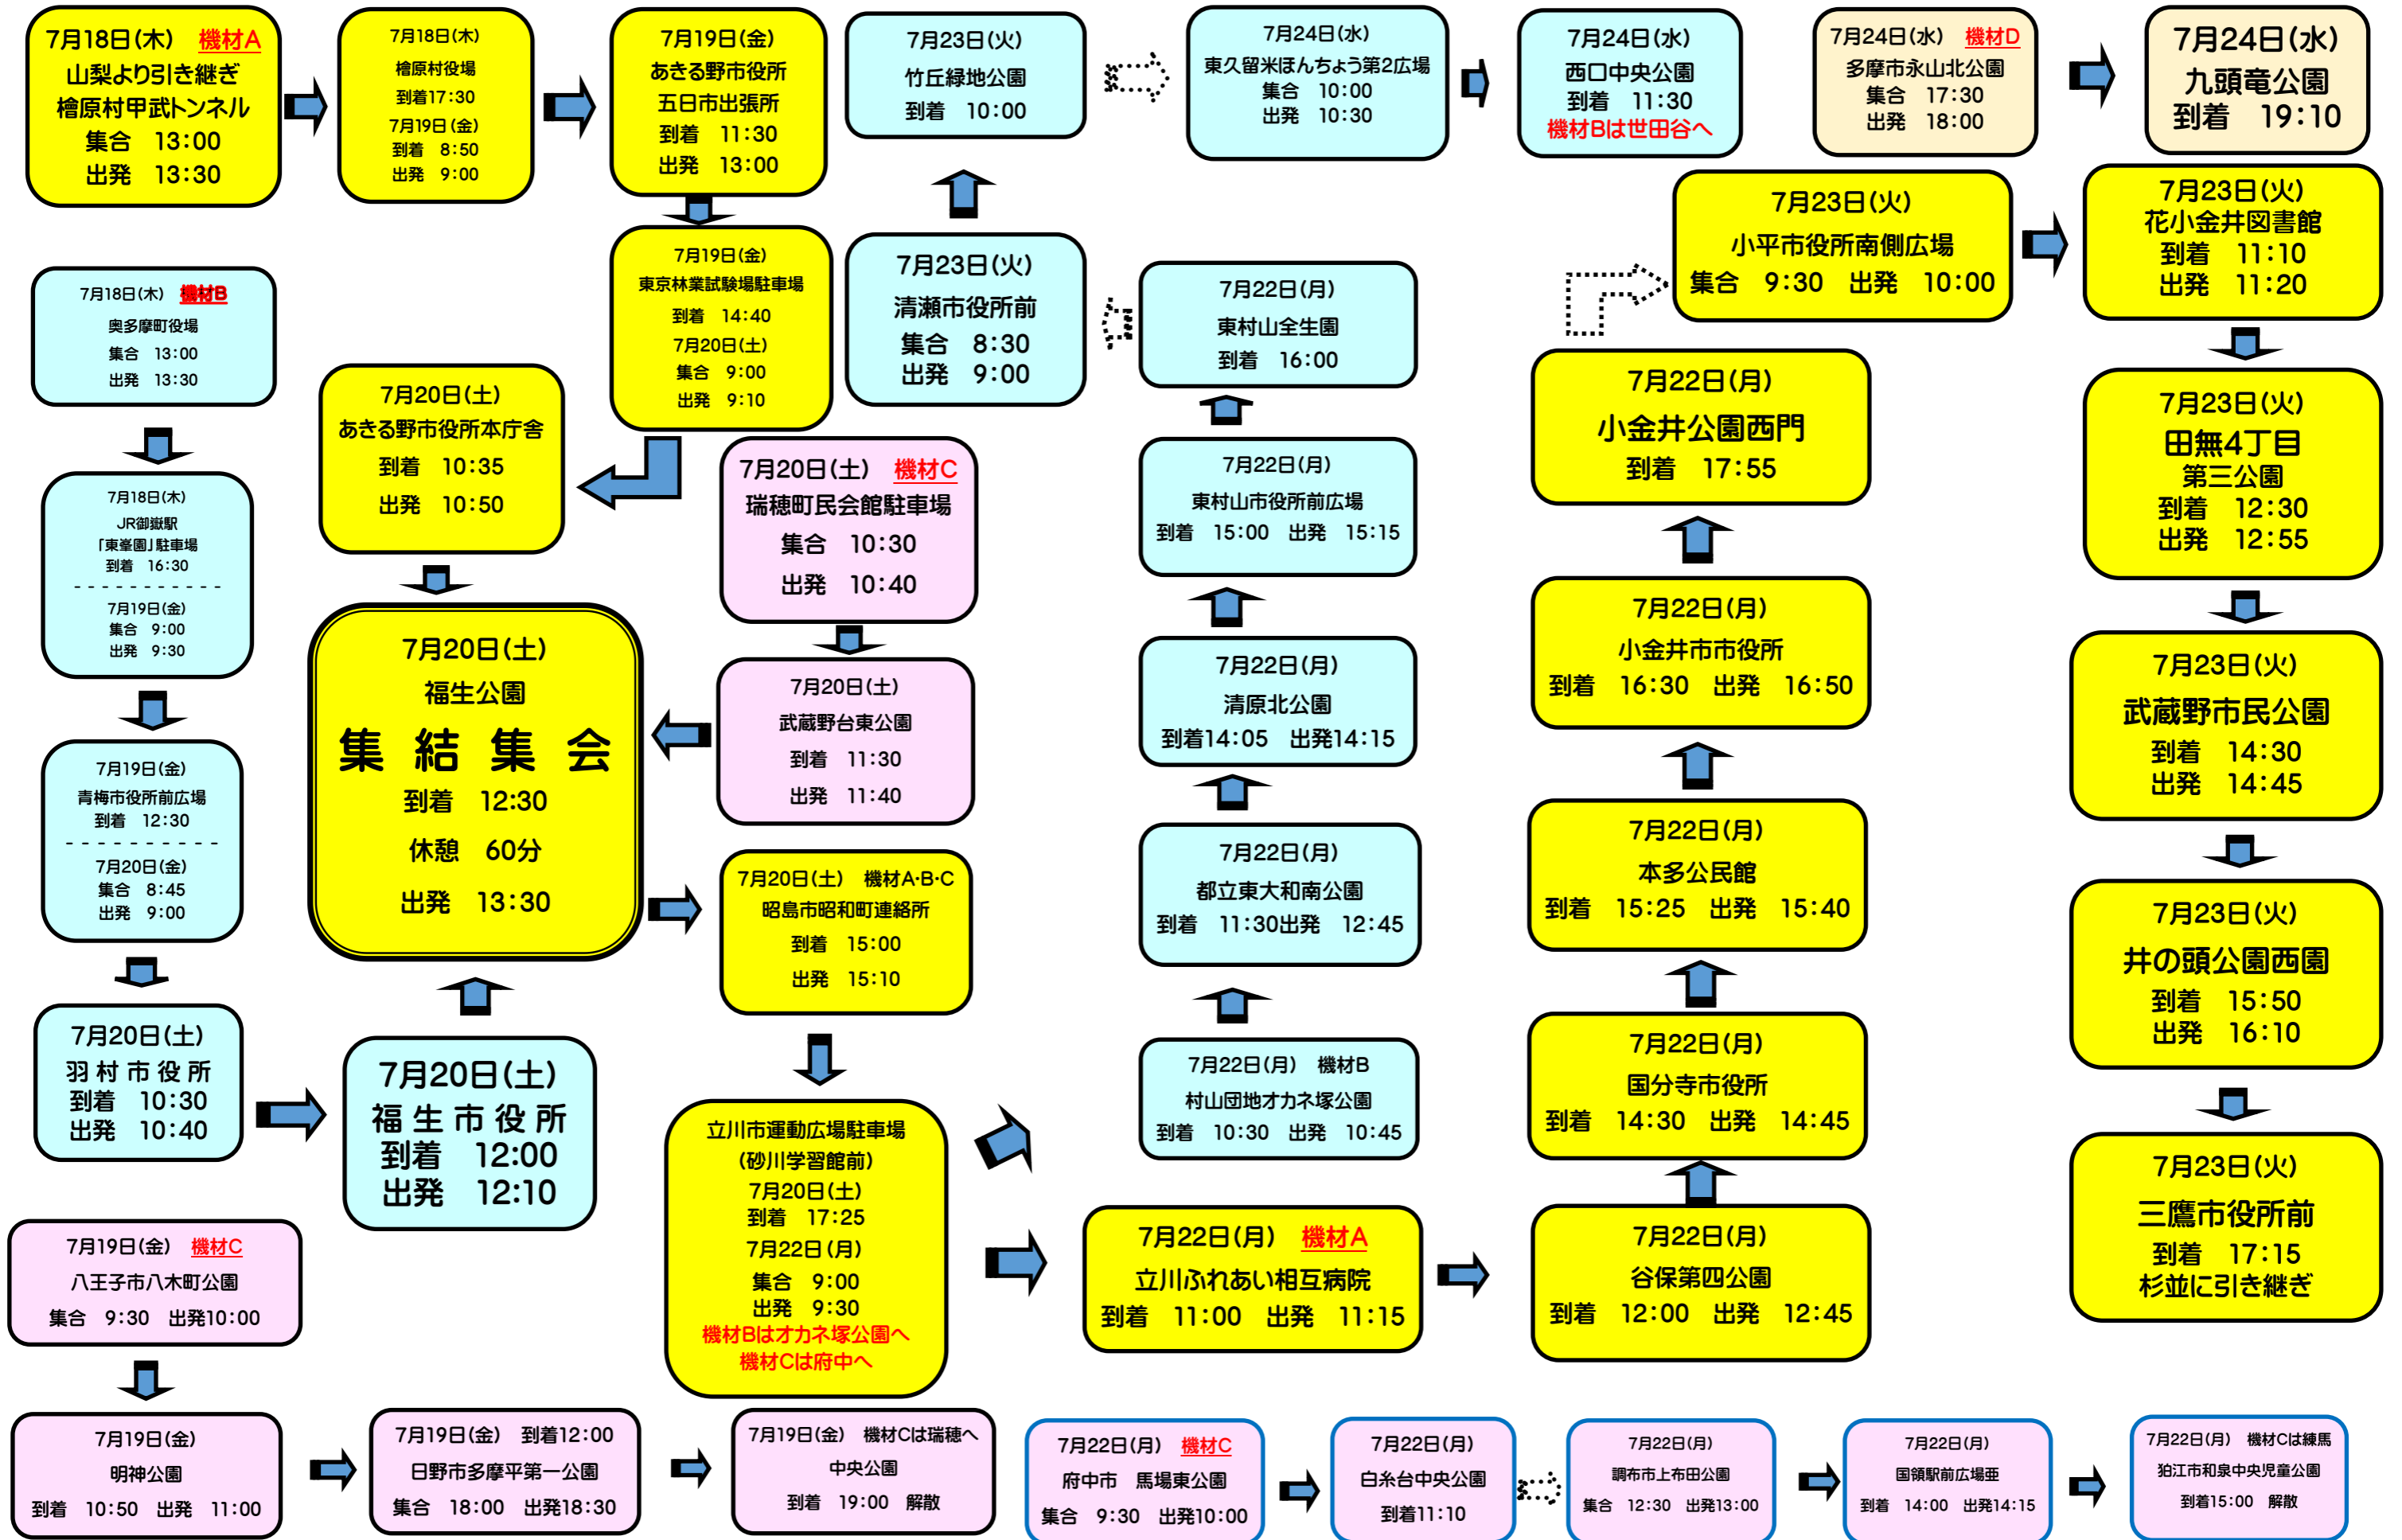 7月18日(木)　機材A
山梨より引き継ぎ
檜原村甲武トンネル
集合　13:00
出発　13:30
7月18日(木)
檜原村役場
到着17:30
7月19日(金)
到着　8:50
出発　9:00
7月19日(金)
あきる野市役所
五日市出張所
到着　11:30
出発　13:00
7月23日(火)
竹丘緑地公園
到着　10:00
7月24日(水)
東久留米ほんちょう第2広場
集合　10:00
出発　10:30
7月24日(水)
西口中央公園
到着　11:30
機材Bは世田谷へ
7月24日(水)　機材D
多摩市永山北公園
集合　17:30
出発　18:00
7月24日(水)
九頭竜公園
到着　19:10
7月18日(木)　機材B
奥多摩町役場
集合　13:00
出発　13:30
7月19日(金)
東京林業試験場駐車場
到着　14:40
7月20日(土)
集合　9:00
出発　9:10
7月23日(火)
清瀬市役所前
集合　8:30
出発　9:00
7月22日(月)
東村山全生園
到着　16:00
7月23日(火)
小平市役所南側広場
集合　9:30　出発　10:00
7月23日(火)
花小金井図書館
到着　11:10
出発　11:20
7月20日(土)
あきる野市役所本庁舎
到着　10:35
出発　10:50
7月20日(土)　機材C
瑞穂町民会館駐車場
集合　10:30
出発　10:40
7月22日(月)
東村山市役所前広場
到着　15:00　出発　15:15
7月22日(月)
小金井公園西門
到着　17:55
7月23日(火)
田無4丁目
第三公園
到着　12:30
出発　12:55
7月18日(木)
JR御嶽駅
「東峯園」駐車場
到着　16:30
- - - - - - - - - - -
7月19日(金)
集合　9:00
出発　9:30
7月20日(土)
福生公園
集 結 集 会
到着　12:30
休憩　60分
出発　13:30
7月20日(土)
武蔵野台東公園
到着　11:30
出発　11:40
7月22日(月)
清原北公園
到着14:05　出発14:15
7月22日(月)
小金井市市役所
到着　16:30　出発　16:50
7月23日(火)
武蔵野市民公園
到着　14:30
出発　14:45
7月19日(金)
青梅市役所前広場
到着　12:30
- - - - - - - - - -
7月20日(金)
集合　8:45
出発　9:00
7月20日(土)　機材A・B・C
昭島市昭和町連絡所
到着　15:00
出発　15:10
7月22日(月)
都立東大和南公園
到着　11:30出発　12:45
7月22日(月)
本多公民館
到着　15:25　出発　15:40
7月23日(火)
井の頭公園西園
到着　15:50
出発　16:10
7月20日(土)
羽 村 市 役 所
到着　10:30
出発　10:40
7月20日(土)
福 生 市 役 所
到着　12:00
出発　12:10
立川市運動広場駐車場
(砂川学習館前)
7月20日(土)
到着　17:25
7月22日(月)
集合　9:00
出発　9:30
機材Bはオカネ塚公園へ
機材Cは府中へ
7月22日(月)　機材B
村山団地オカネ塚公園
到着　10:30　出発　10:45
7月22日(月)
国分寺市役所
到着　14:30　出発　14:45
7月23日(火)
三鷹市役所前
到着　17:15
杉並に引き継ぎ
7月19日(金)　機材C
八王子市八木町公園
集合　9:30　出発10:00
7月22日(月)　機材A
立川ふれあい相互病院
到着　11:00　出発　11:15
7月22日(月)
谷保第四公園
到着　12:00　出発　12:45
7月19日(金)
明神公園
到着　10:50　出発　11:00
7月19日(金)　到着12:00
日野市多摩平第一公園
集合　18:00　出発18:30
7月19日(金)　機材Cは瑞穂へ
中央公園
到着　19:00　解散
7月22日(月)　機材C
府中市　馬場東公園
集合　9:30　出発10:00
7月22日(月)
白糸台中央公園
到着11:10
7月22日(月)
調布市上布田公園
集合　12:30　出発13:00
7月22日(月)
国領駅前広場亜
到着　14:00　出発14:15
7月22日(月)　機材Cは練馬
狛江市和泉中央児童公園
到着15:00　解散